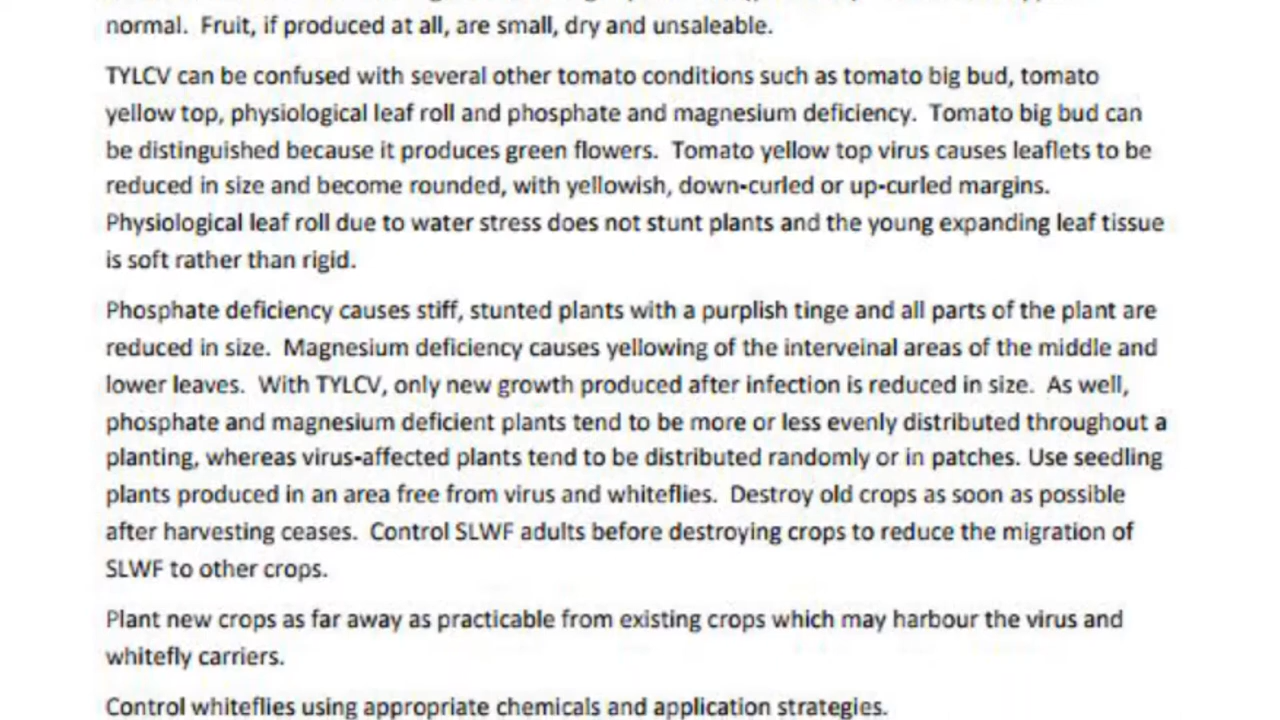 normal.  Fruit, if produced at all, are small, dry and unsaleable.
TYLCV can be confused with several other tomato conditions such as tomato big bud, tomato
yellow top, physiological leaf roll and phosphate and magnesium deficiency.  Tomato big bud can
be distinguished because it produces green flowers.  Tomato yellow top virus causes leaflets to be
reduced in size and become rounded, with yellowish, down-curled or up-curled margins.
Physiological leaf roll due to water stress does not stunt plants and the young expanding leaf tissue
is soft rather than rigid.
Phosphate deficiency causes stiff, stunted plants with a purplish tinge and all parts of the plant are
reduced in size.  Magnesium deficiency causes yellowing of the interveinal areas of the middle and
lower leaves.  With TYLCV, only new growth produced after infection is reduced in size.  As well,
phosphate and magnesium deficient plants tend to be more or less evenly distributed throughout a
planting, whereas virus-affected plants tend to be distributed randomly or in patches. Use seedling
plants produced in an area free from virus and whiteflies.  Destroy old crops as soon as possible
after harvesting ceases.  Control SLWF adults before destroying crops to reduce the migration of
SLWF to other crops.
Plant new crops as far away as practicable from existing crops which may harbour the virus and
whitefly carriers.
Control whiteflies using appropriate chemicals and application strategies.